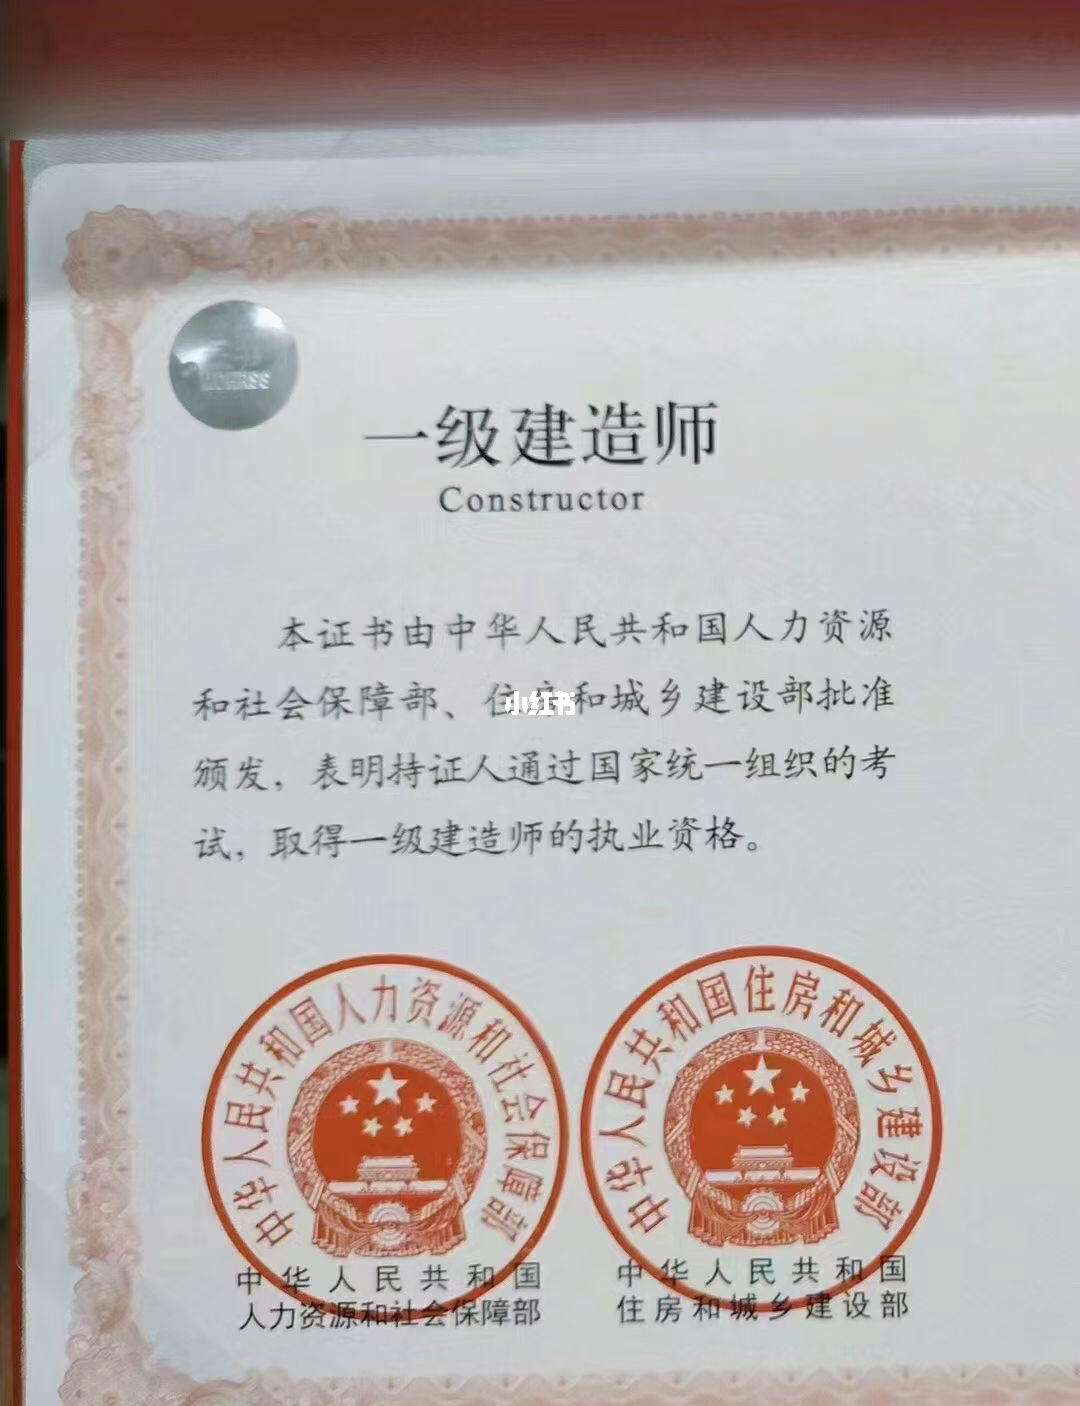 MOHRSS
一级建造师
Constructor
本证书由中华人民共和国人力资源
和社会保障部、住房和城乡建设部批准
颁发，表明持证人通过国家统一组织的考
试，取得一级建造师的执业资格。
小红书
中华人民共和国人力资源和社会保障部
中华人民共和国住房和城乡建设部
中华人民共和国
人力资源和社会保障部
中华人民共和国
住房和城乡建设部